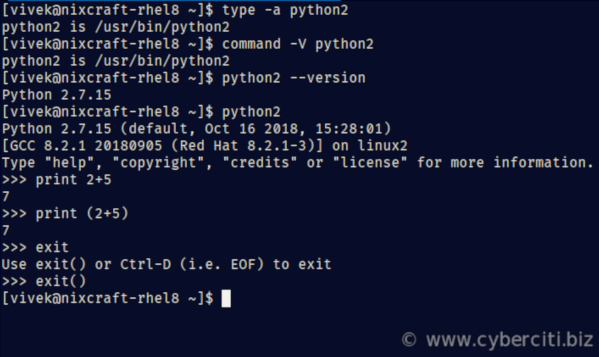 [vivek@nixcraft-rhel8 ~]$ type -a python2
python2 is /usr/bin/python2
[vivek@nixcraft-rhel8 ~]$ command -V python2
python2 is /usr/bin/python2
[vivek@nixcraft-rhel8 ~]$ python2 --version
Python 2.7.15
[vivek@nixcraft-rhel8 ~]$ python2
Python 2.7.15 (default, Oct 16 2018, 15:28:01)
[GCC 8.2.1 20180905 (Red Hat 8.2.1-3)] on linux2
Type "help", "copyright", "credits" or "license" for more information.
>>> print 2+5
7
>>> print (2+5)
7
>>> exit
Use exit() or Ctrl-D (i.e. EOF) to exit
>>> exit()
[vivek@nixcraft-rhel8 ~]$
© www.cyberciti.biz